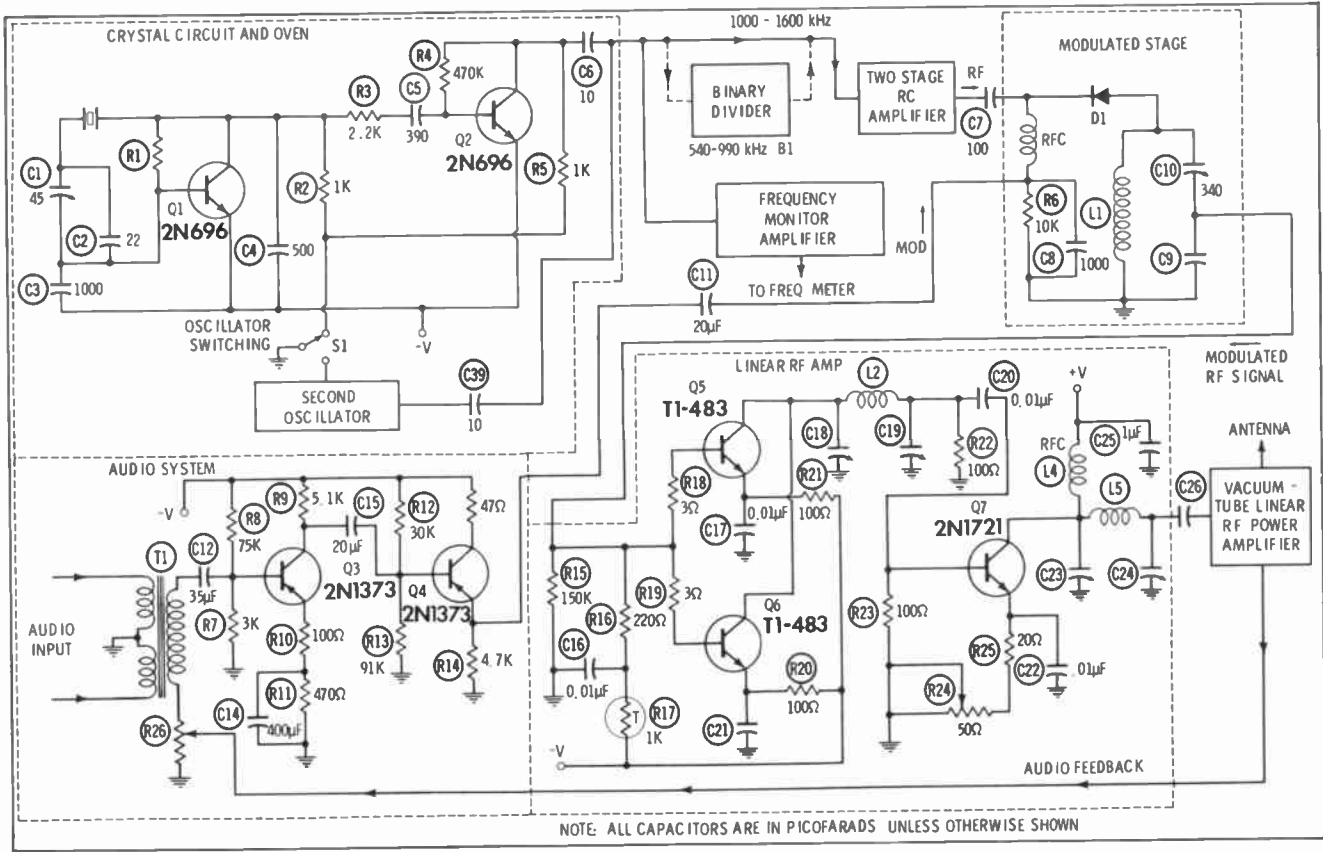 CRYSTAL CIRCUIT AND OVEN
C1
45
C2
22
C3
1000
R1
Q1
2N696
C4
500
R2
1K
R3
2.2K
C5
390
R4
470K
Q2
2N696
R5
1K
C6
10
OSCILLATOR
SWITCHING
S1
-V
SECOND
OSCILLATOR
C39
10
1000 - 1600 kHz
BINARY
DIVIDER
540-990 kHz B1
TWO STAGE
RC
AMPLIFIER
RF
C7
100
FREQUENCY
MONITOR
AMPLIFIER
TO FREQ METER
MOD
C11
20μF
MODULATED STAGE
D1
RFC
R6
10K
C8
1000
L1
C10
340
C9
MODULATED
RF SIGNAL
AUDIO SYSTEM
-V
T1
AUDIO
INPUT
C12
35μF
R8
75K
R7
3K
R9
5.1K
C15
20μF
Q3
2N1373
R10
100Ω
R11
470Ω
C14
400μF
R26
R12
30K
47Ω
Q4
2N1373
R13
91K
R14
4.7K
LINEAR RF AMP
Q5
T1-483
R18
3Ω
C17
0.01μF
R21
100Ω
R15
150K
R16
220Ω
R19
3Ω
Q6
T1-483
C16
0.01μF
T
R17
1K
R20
100Ω
C21
-V
C18
L2
C19
R22
100Ω
C20
0.01μF
Q7
2N1721
R23
100Ω
R24
50Ω
R25
20Ω
C22
.01μF
+V
RFC
L4
C25
1μF
L5
C23
C24
C26
ANTENNA
VACUUM -
TUBE LINEAR
RF POWER
AMPLIFIER
AUDIO FEEDBACK
NOTE: ALL CAPACITORS ARE IN PICOFARADS UNLESS OTHERWISE SHOWN